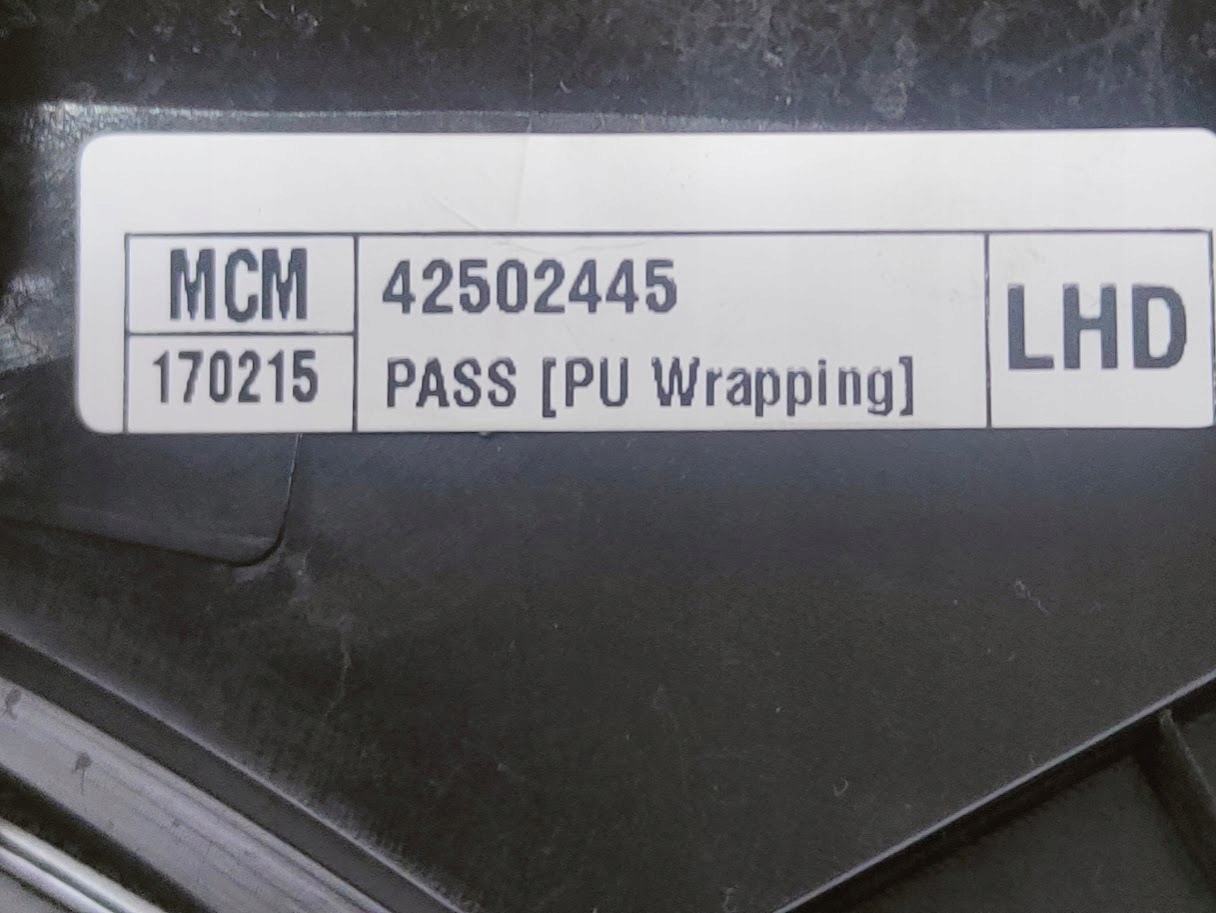 MCM
170215
42502445
PASS [PU Wrapping]
LHD